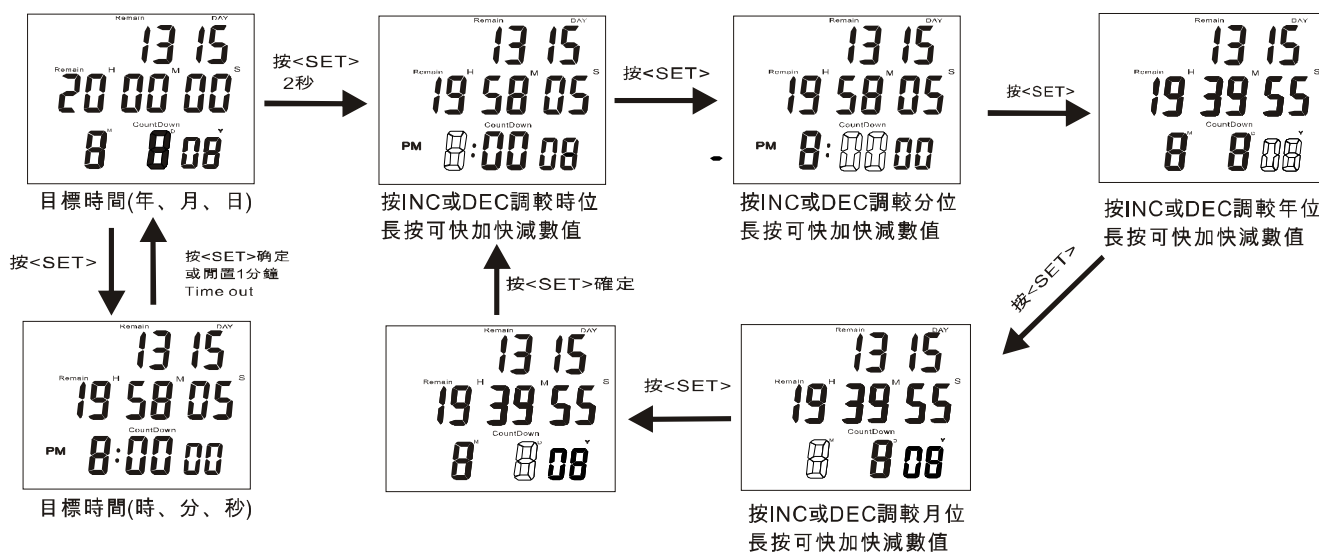 Remain DAY
13 15
Remain H M S
20 00 00
CountDown
M D Y
8 8 08
目標時間(年、月、日)
按<SET>
2秒
Remain DAY
13 15
Remain H M S
19 58 05
CountDown
PM 8:00 08
按INC或DEC調較時位
長按可快加快減數值
按<SET>
Remain DAY
13 15
Remain H M S
19 58 05
CountDown
PM 8:00 00
按INC或DEC調較分位
長按可快加快減數值
按<SET>
Remain DAY
13 15
Remain H M S
19 39 55
CountDown
M D Y
8 8 08
按INC或DEC調較年位
長按可快加快減數值
按<SET>
按<SET>
按<SET>确定
或閒置1分鐘
Time out
按<SET>確定
Remain DAY
13 15
Remain H M S
19 58 05
CountDown
PM 8:00 00
目標時間(時、分、秒)
Remain DAY
13 15
Remain H M S
19 39 55
CountDown
M D Y
8 8 08
按<SET>
Remain DAY
13 15
Remain H M S
19 39 55
CountDown
M D Y
8 8 08
按INC或DEC調較月位
長按可快加快減數值